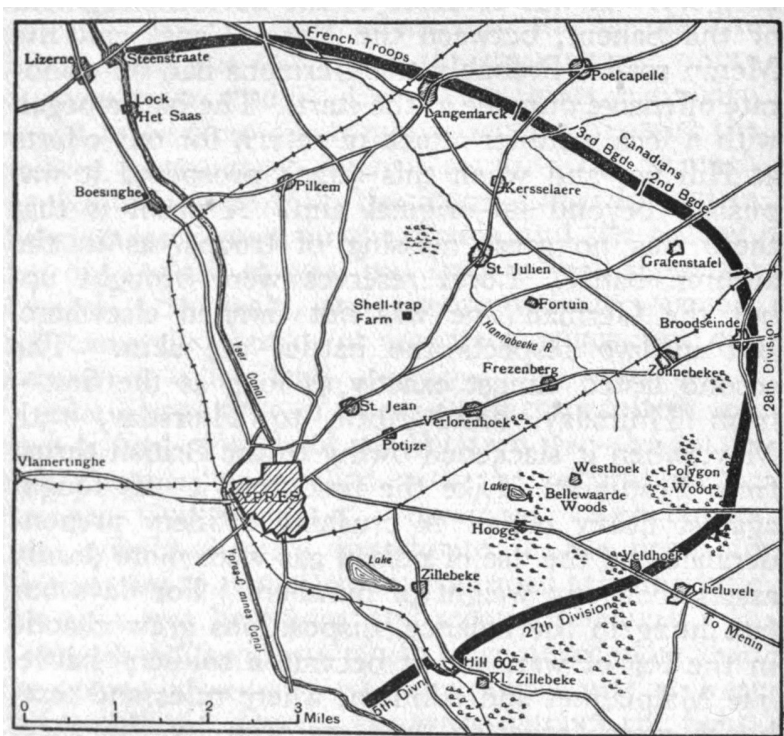 French Troops
Lizerne
Steenstraate
Poelcapelle
Lock
Het Saas
Langemarck
Canadians
3rd Bgde.
2nd Bgde.
Boesinghe
Pilkem
Kersselaere
St. Julien
Grafenstafel
Shell-trap
Farm
Fortuin
Hannabeeke
Broodseinde
28th Division
Yser
Canal
Frezenberg
Zonnebeke
St. Jean
Verlorenhoek
Potijze
Vlamertinghe
YPRES
Westhoek
Polygon
Wood
Lake
Bellewaarde
Woods
Hooge
Ypres-Comines Canal
Lake
Zillebeke
Veldhoek
Gheluvelt
27th Division
To Menin
Hill 60
Kl. Zillebeke
5th Divn.
0 1 2 3 Miles